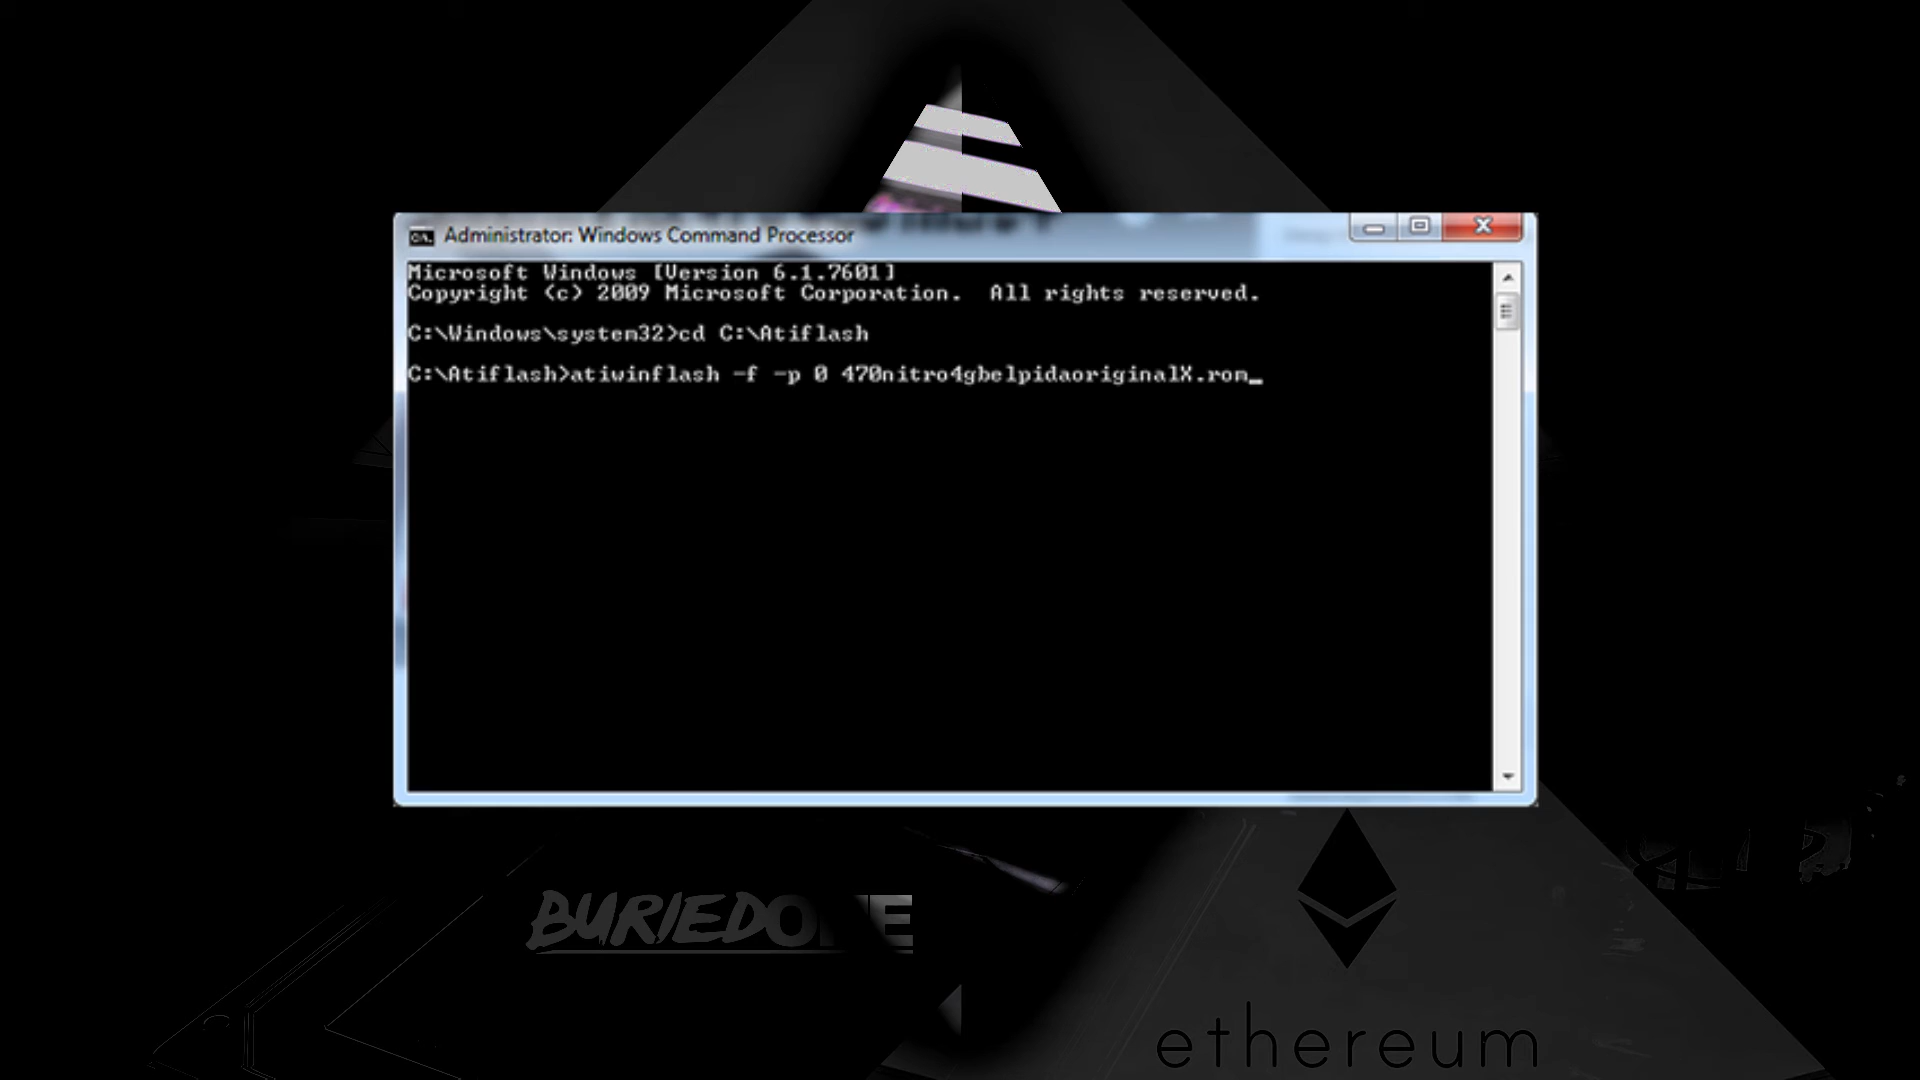 Administrator: Windows Command Processor
Microsoft Windows [Version 6.1.7601]
Copyright (c) 2009 Microsoft Corporation.  All rights reserved.
C:\Windows\system32>cd C:\Atiflash
C:\Atiflash>atiwinflash -f -p 0 470nitro4gbelpidaoriginalX.rom_
BURIEDONE
ethereum